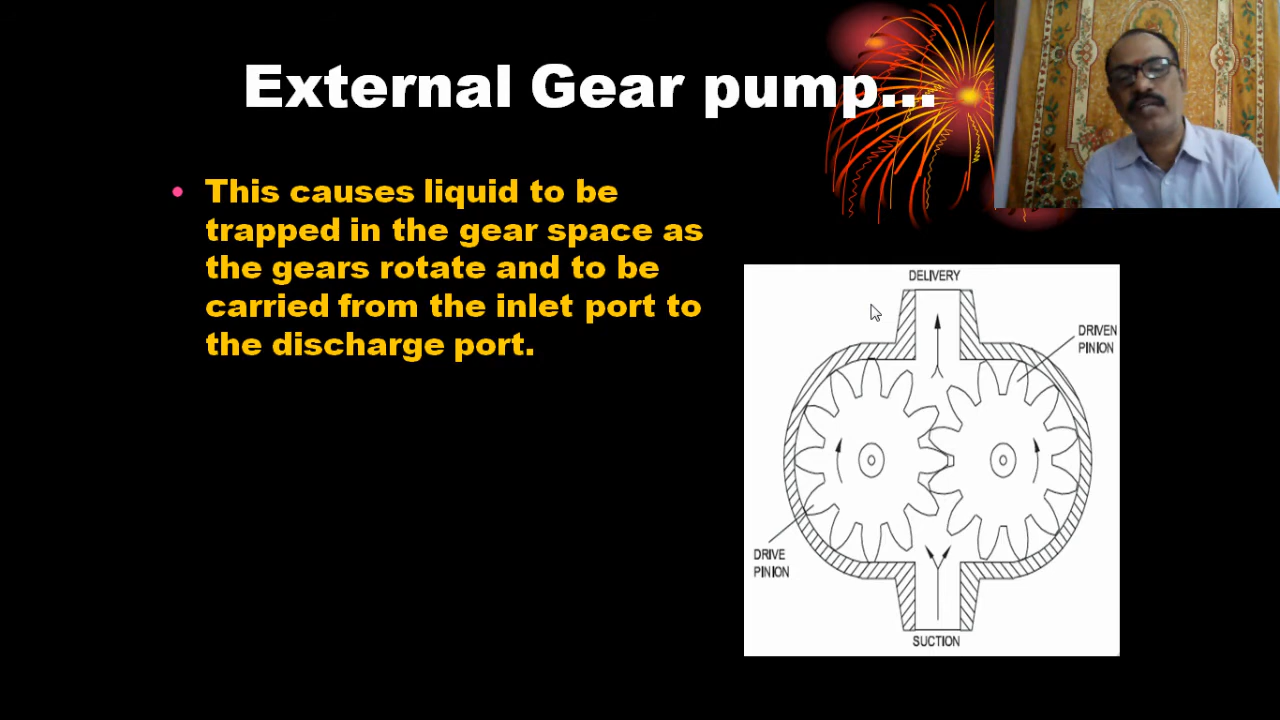 External Gear pump...
• This causes liquid to be
trapped in the gear space as
the gears rotate and to be
carried from the inlet port to
the discharge port.
DELIVERY
DRIVEN
PINION
DRIVE
PINION
SUCTION